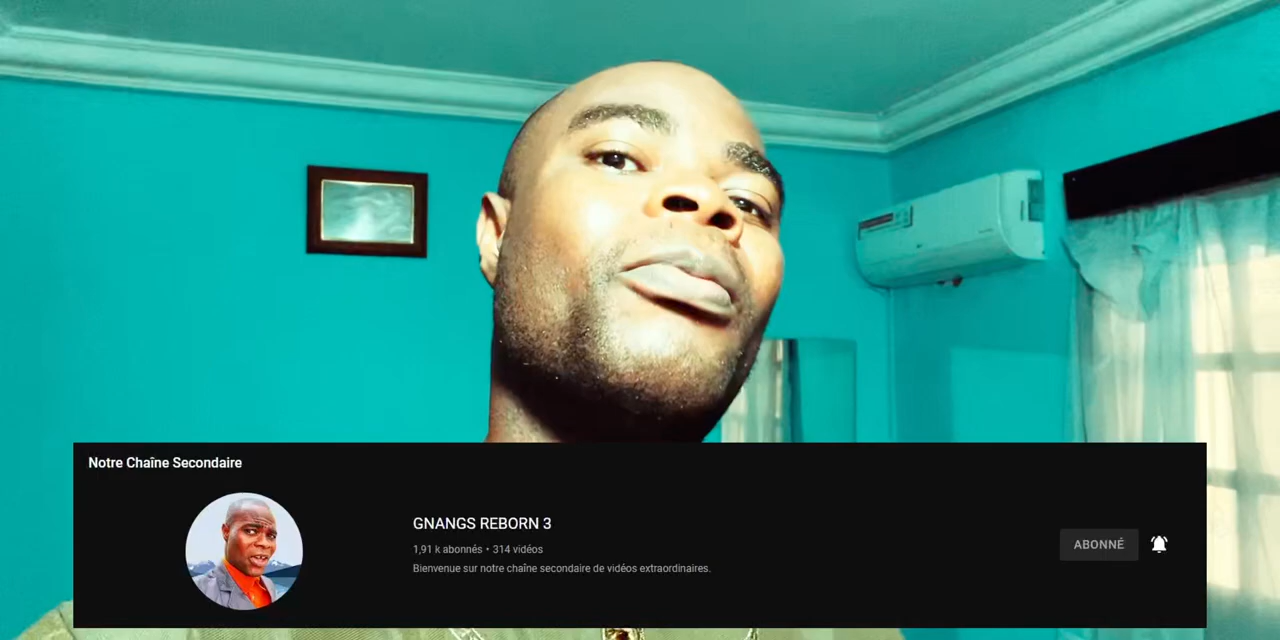 Notre Chaîne Secondaire
GNANGS REBORN 3
1,91 k abonnés • 314 vidéos
Bienvenue sur notre chaîne secondaire de vidéos extraordinaires.
ABONNÉ